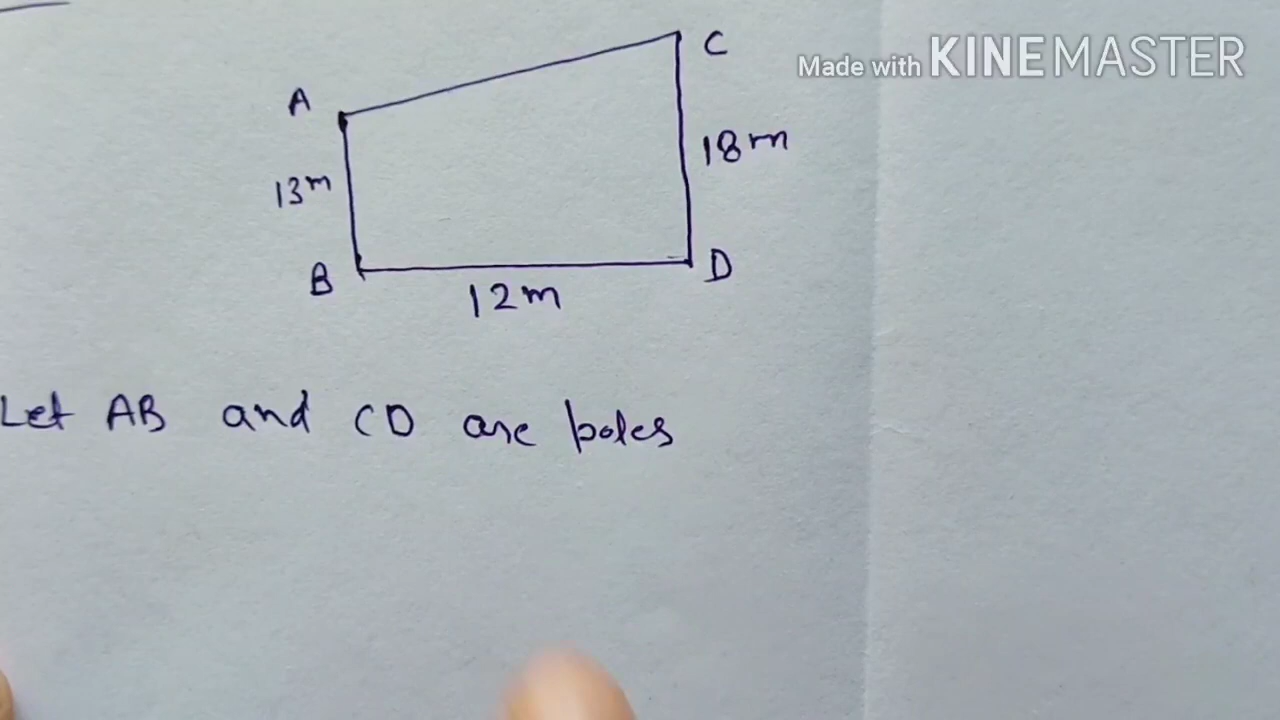 Made with KINEMASTER
C
A
18m
13m
B
D
12m
Let AB and CD are poles